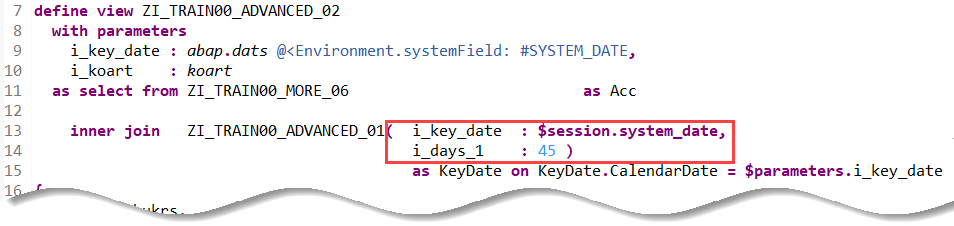 7 define view ZI_TRAIN00_ADVANCED_02
8 with parameters
9 i_key_date : abap.dats @<Environment.systemField: #SYSTEM_DATE,
10 i_koart : koart
11 as select from ZI_TRAIN00_MORE_06 as Acc
12
13 inner join ZI_TRAIN00_ADVANCED_01( i_key_date : $session.system_date,
14 i_days_1 : 45 )
15 as KeyDate on KeyDate.CalendarDate = $parameters.i_key_date
16